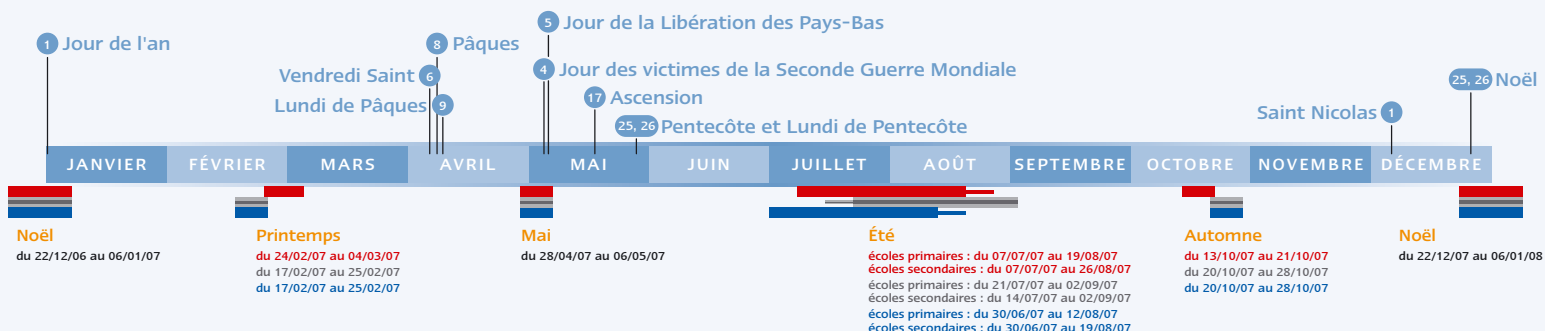 5 Jour de la Libération des Pays-Bas
1 Jour de l'an
8 Pâques
Vendredi Saint 6
4 Jour des victimes de la Seconde Guerre Mondiale
25, 26 Noël
Lundi de Pâques 9
17 Ascension
Saint Nicolas 1
25, 26 Pentecôte et Lundi de Pentecôte
JANVIER FÉVRIER MARS AVRIL MAI JUIN JUILLET AOÛT SEPTEMBRE OCTOBRE NOVEMBRE DÉCEMBRE
Noël
du 22/12/06 au 06/01/07
Printemps
du 24/02/07 au 04/03/07
du 17/02/07 au 25/02/07
du 17/02/07 au 25/02/07
Mai
du 28/04/07 au 06/05/07
Été
écoles primaires : du 07/07/07 au 19/08/07
écoles secondaires : du 07/07/07 au 26/08/07
écoles primaires : du 21/07/07 au 02/09/07
écoles secondaires : du 14/07/07 au 02/09/07
écoles primaires : du 30/06/07 au 12/08/07
écoles secondaires : du 30/06/07 au 19/08/07
Automne
du 13/10/07 au 21/10/07
du 20/10/07 au 28/10/07
du 20/10/07 au 28/10/07
Noël
du 22/12/07 au 06/01/08